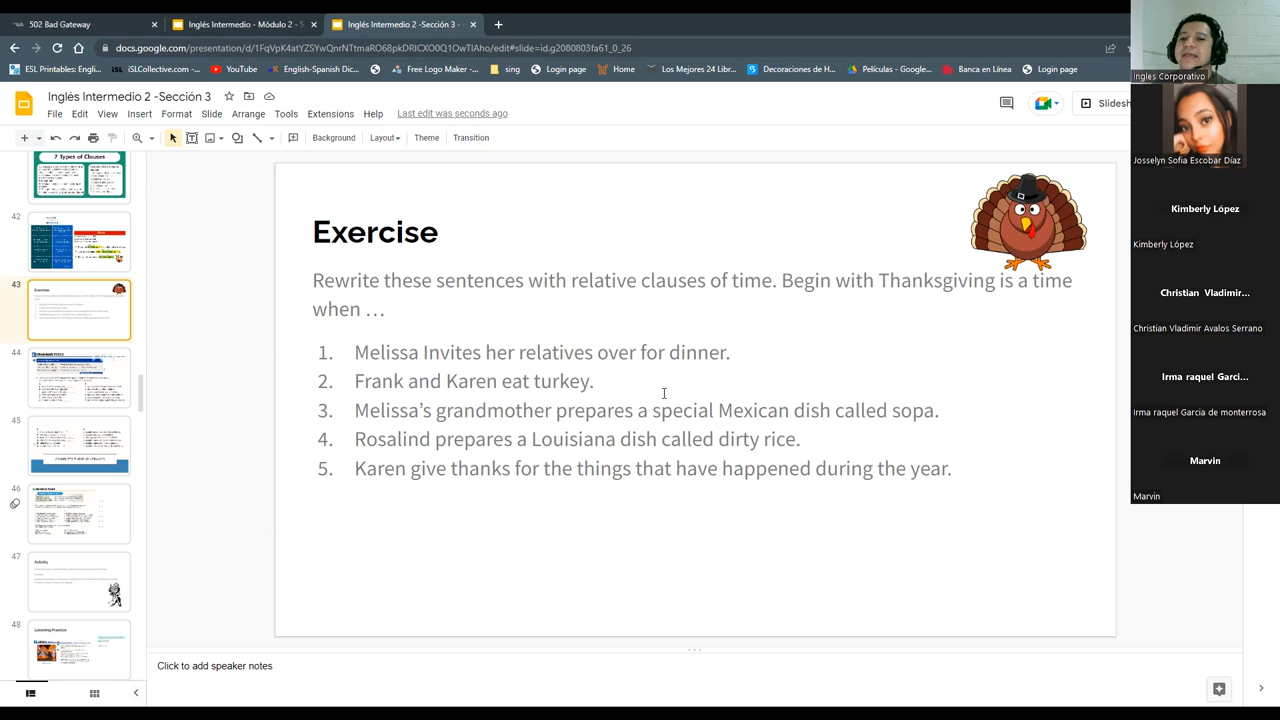 502 Bad Gateway
Inglés Intermedio - Módulo 2 - S
Inglés Intermedio 2 -Sección 3 -
docs.google.com/presentation/d/1FqVpK4atYZSYwQnrNTtmaRO68pkDRlCXO0Q1OwTlAho/edit#slide=id.g2080803fa61_0_26
ESL Printables: Engli...
iSLCollective.com -...
YouTube
English-Spanish Dic...
Free Logo Maker -...
sing
sing up page
Home
Los Mejores 24 Libr...
Decoraciones de H...
Películas - Google...
Banca en Línea
Login page
Inglés Intermedio 2 -Sección 3
File Edit View Insert Format Slide Arrange Tools Extensions Help Last edit was seconds ago
Slidesh
Background Layout Theme Transition
7 Types of Clauses
42
43
Exercise
44
45
46
47
Activity
48
Listening Practice
Exercise
Rewrite these sentences with relative clauses of time. Begin with Thanksgiving is a time
when …
1. Melissa Invites her relatives over for dinner.
2. Frank and Karen eat turkey.
3. Melissa’s grandmother prepares a special Mexican dish called sopa.
4. Rosalind prepares a Louisiana dish called dirty rice.
5. Karen give thanks for the things that have happened during the year.
Click to add speaker notes
Ingles Corporativo
Josselyn Sofia Escobar Díaz
Kimberly López
Kimberly López
Christian Vladimir...
Christian Vladimir Avalos Serrano
Irma raquel Garci...
Irma raquel Garcia de monterrosa
Marvin
Marvin